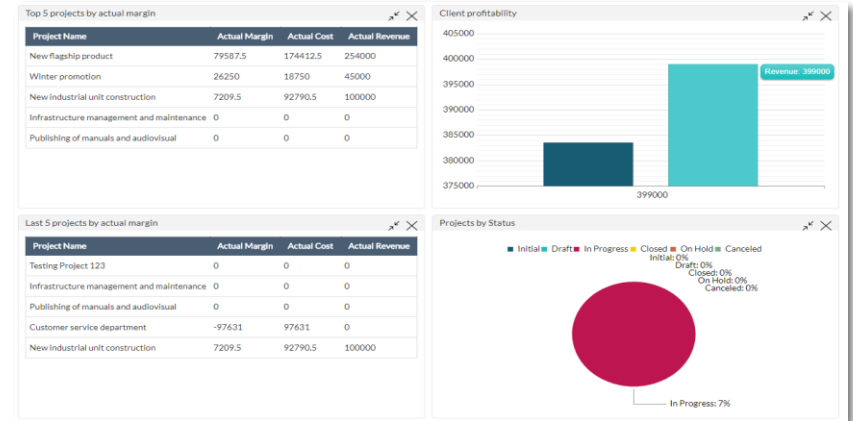 Top 5 projects by actual margin
Project Name Actual Margin Actual Cost Actual Revenue
New flagship product 79587.5 174412.5 254000
Winter promotion 26250 18750 45000
New industrial unit construction 7209.5 92790.5 100000
Infrastructure management and maintenance 0 0 0
Publishing of manuals and audiovisual 0 0 0
Client profitability
405000
400000
395000
390000
385000
380000
375000
Revenue: 399000
399000
Last 5 projects by actual margin
Project Name Actual Margin Actual Cost Actual Revenue
Testing Project 123 0 0 0
Infrastructure management and maintenance 0 0 0
Publishing of manuals and audiovisual 0 0 0
Customer service department -97631 97631 0
New industrial unit construction 7209.5 92790.5 100000
Projects by Status
Initial Draft In Progress Closed On Hold Canceled
Initial: 0%
Draft: 0%
Closed: 0%
On Hold: 0%
Canceled: 0%
In Progress: 7%